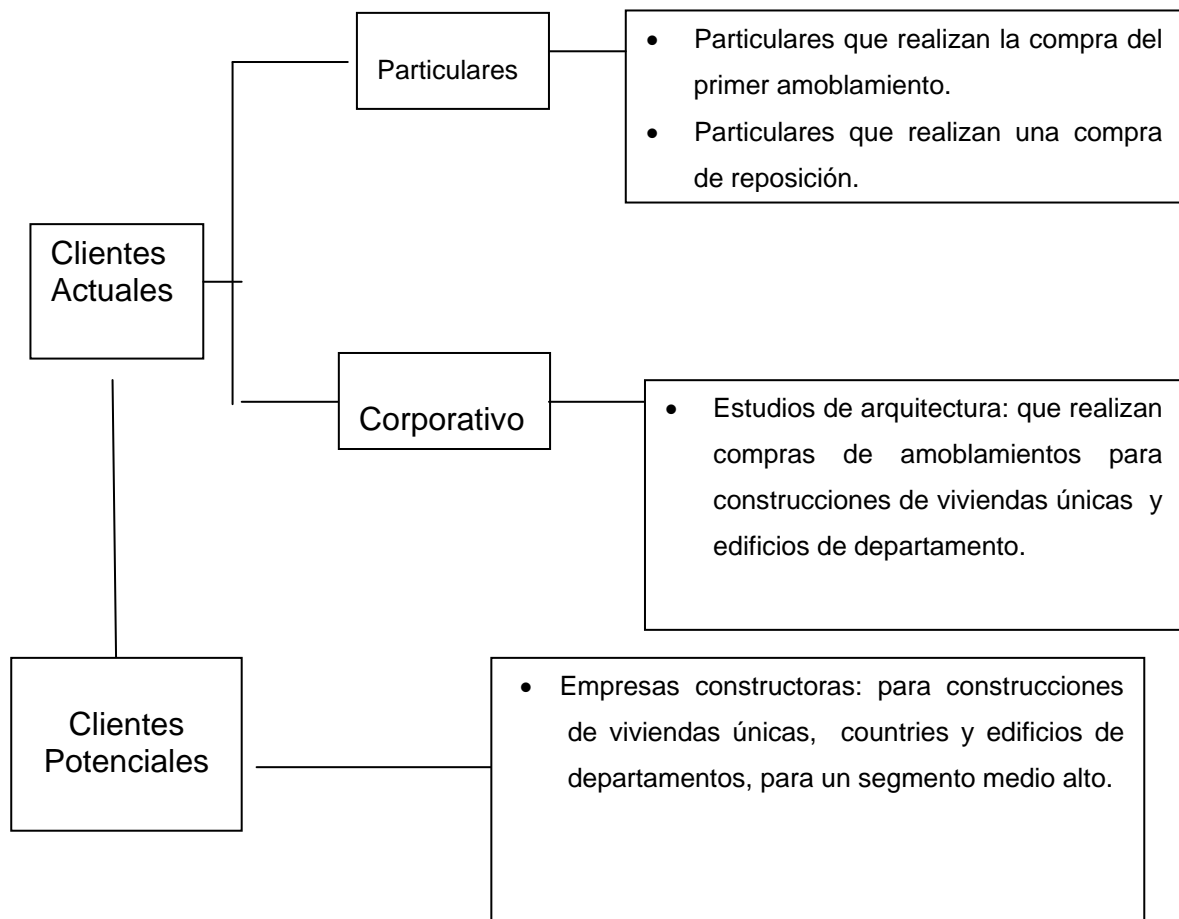 Particulares
• Particulares que realizan la compra del
primer amoblamiento.
• Particulares que realizan una compra
de reposición.
Clientes
Actuales
Corporativo
• Estudios de arquitectura: que realizan
compras de amoblamientos para
construcciones de viviendas únicas y
edificios de departamento.
Clientes
Potenciales
• Empresas constructoras: para construcciones
de viviendas únicas, countries y edificios de
departamentos, para un segmento medio alto.